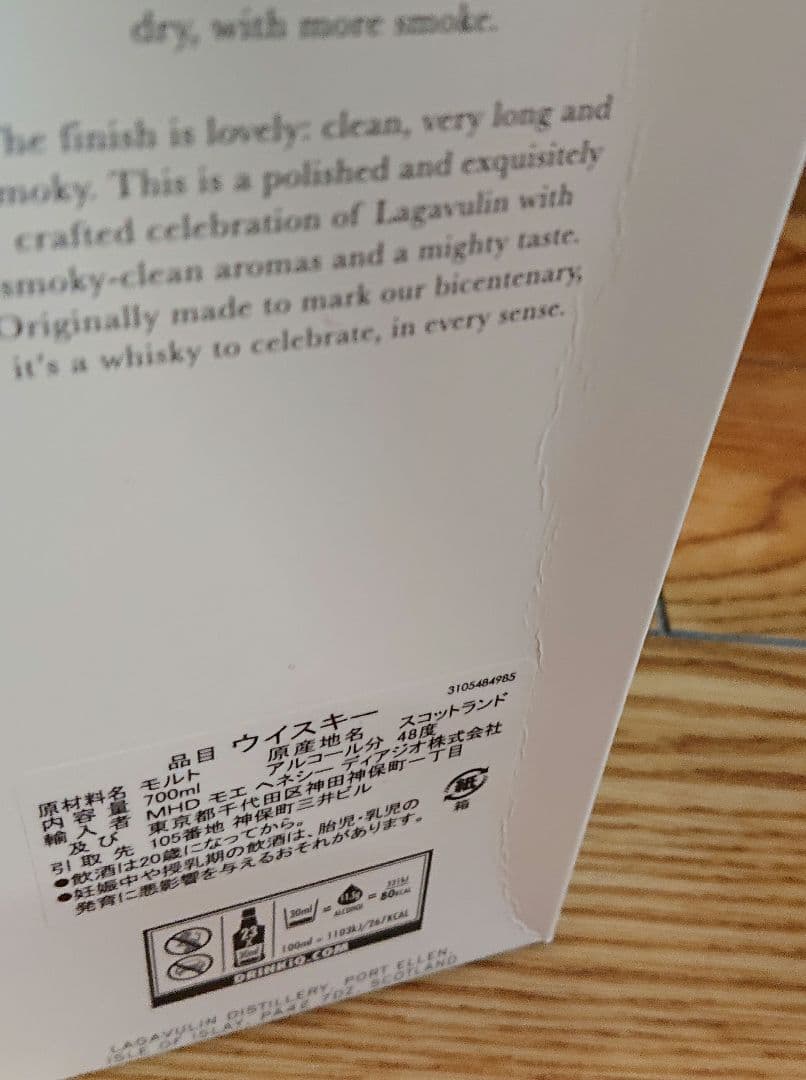 dry, with more smoke.
he finish is lovely: clean, very long and
moky. This is a polished and exquisitely
crafted celebration of Lagavulin with
smoky-clean aromas and a mighty taste.
Originally made to mark our bicentenary,
it's a whisky to celebrate, in every sense.
3105484985
品目 ウイスキー
原材料名 モルト 原産地名 スコットランド
内容量 700ml アルコール分 48度
輸入者 MHD モエ ヘネシー ディアジオ株式会社
及び 東京都千代田区神田神保町一丁目
引取先 105番地 神保町三井ビル
●飲酒は20歳になってから。
●妊娠中や授乳期の飲酒は、胎児・乳児の
発育に悪影響を与えるおそれがあります。
紙
箱
23
X
30ml
30ml = ALCOHOL = 80KCAL
100ml = 1103kJ/267KCAL
DRINKIQ.COM
LAGAVULIN DISTILLERY, PORT ELLEN,
ISLE OF ISLAY, PA42 7DZ, SCOTLAND